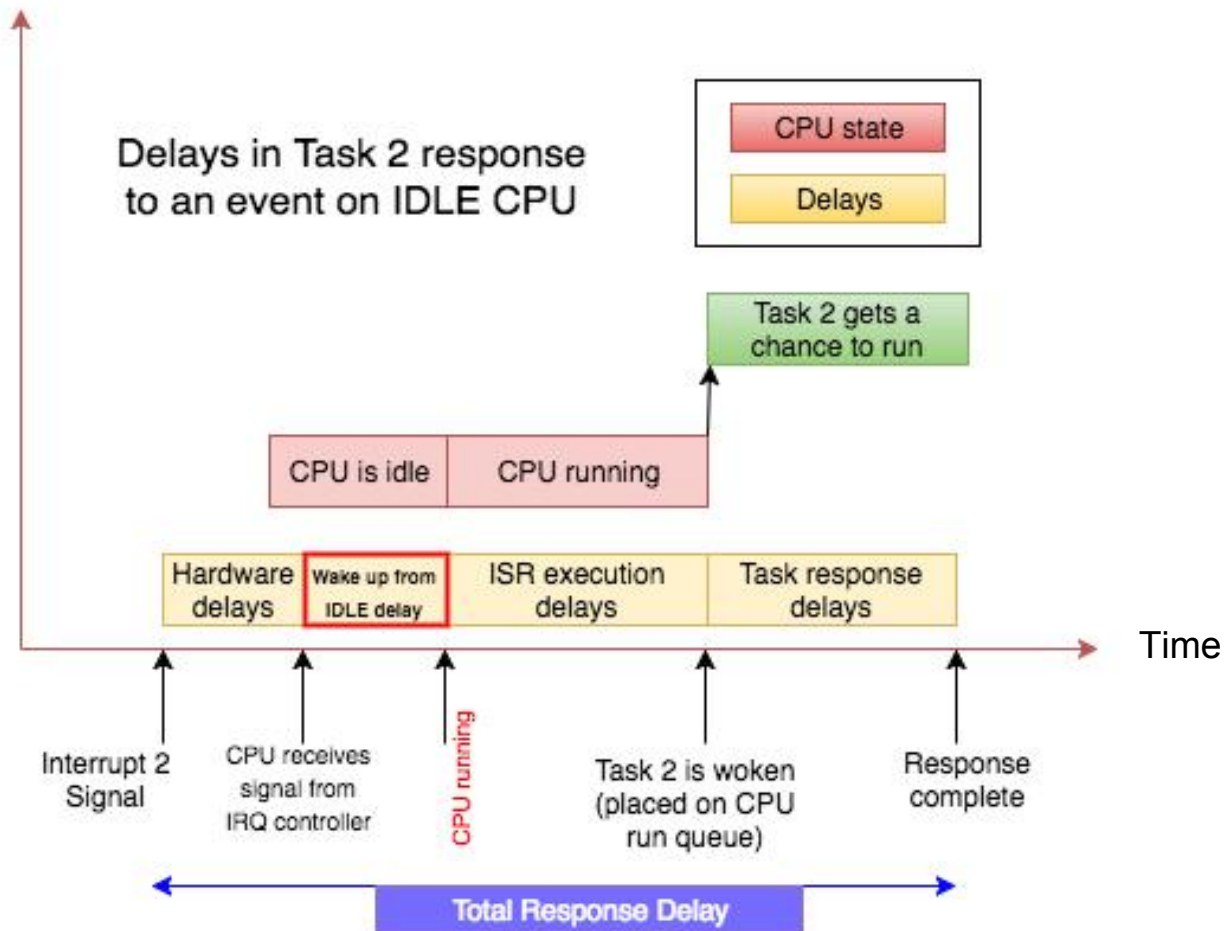 Delays in Task 2 response
to an event on IDLE CPU
CPU state
Delays
Task 2 gets a
chance to run
CPU is idle
CPU running
Hardware
delays
Wake up from
IDLE delay
ISR execution
delays
Task response
delays
Time
Interrupt 2
Signal
CPU receives
signal from
IRQ controller
CPU running
Task 2 is woken
(placed on CPU
run queue)
Response
complete
Total Response Delay